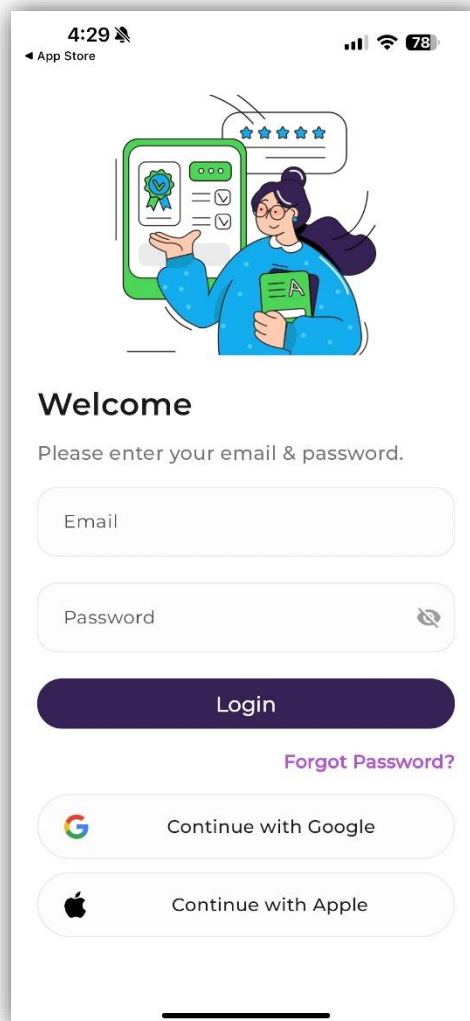 4:29
78
◀ App Store
A
Welcome
Please enter your email & password.
Email
Password
Login
Forgot Password?
Continue with Google
Continue with Apple